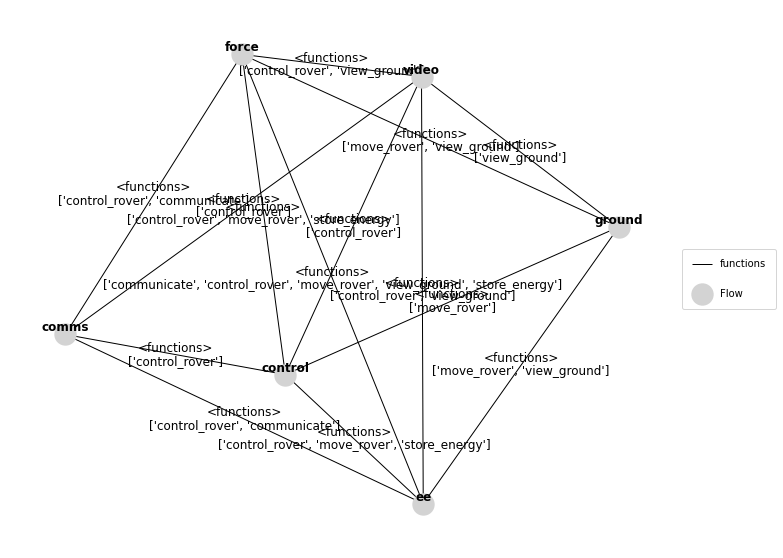 force
<functions>
['control_rover', 'view_ground']
video
<functions>
['move_rover', 'view_ground']
<functions>
['view_ground']
<functions>
['control_rover', 'communicate']
<functions>
['control_rover']
<functions>
['control_rover', 'move_rover', 'store_energy']
<functions>
['control_rover']
ground
<functions>
['communicate', 'control_rover', 'move_rover', 'view_ground', 'store_energy']
<functions>
['control_rover', 'view_ground']
<functions>
['move_rover']
functions
Flow
comms
<functions>
['control_rover']
control
<functions>
['move_rover', 'view_ground']
<functions>
['control_rover', 'communicate']
<functions>
['control_rover', 'move_rover', 'store_energy']
ee